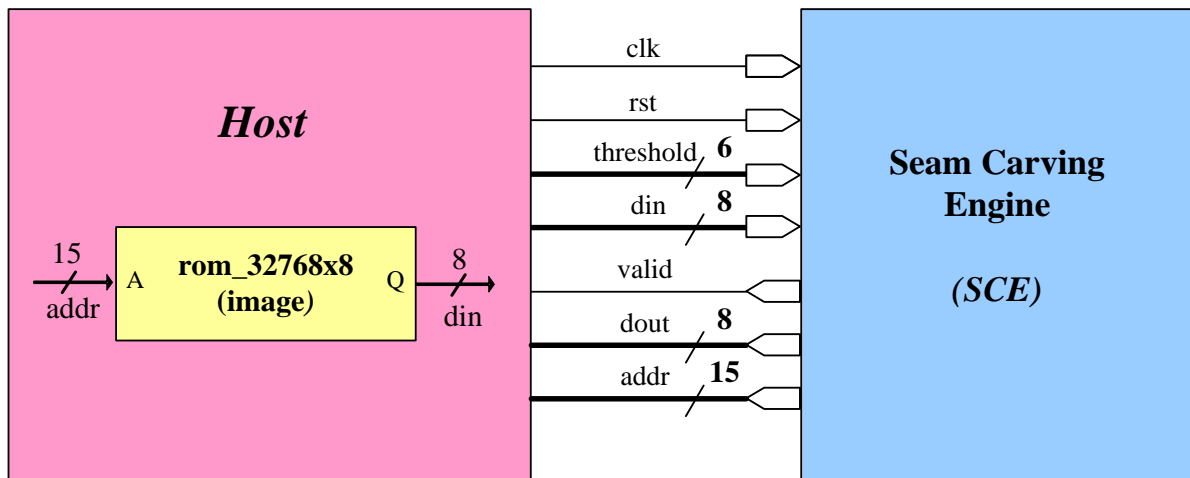 Host
15
addr
A
rom_32768x8
(image)
Q
8
din
clk
rst
threshold 6
din 8
valid
dout 8
addr 15
Seam Carving
Engine
(SCE)